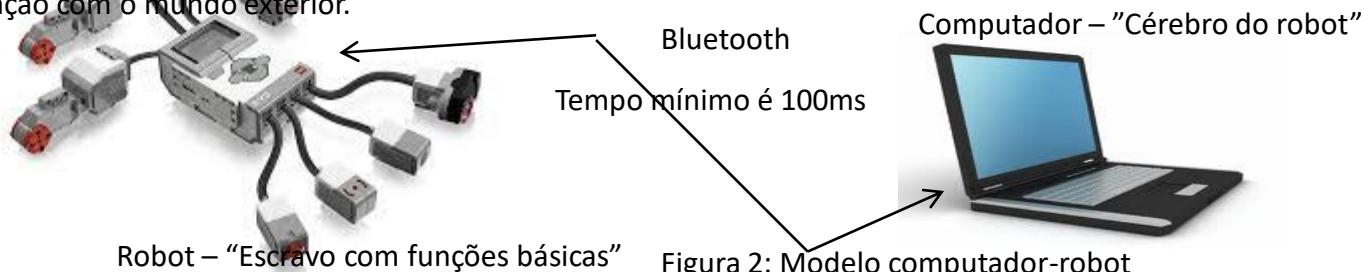 com o mundo exterior.
Computador – ”Cérebro do robot”
Bluetooth
Tempo mínimo é 100ms
Robot – “Escravo com funções básicas”
Figura 2: Modelo computador-robot